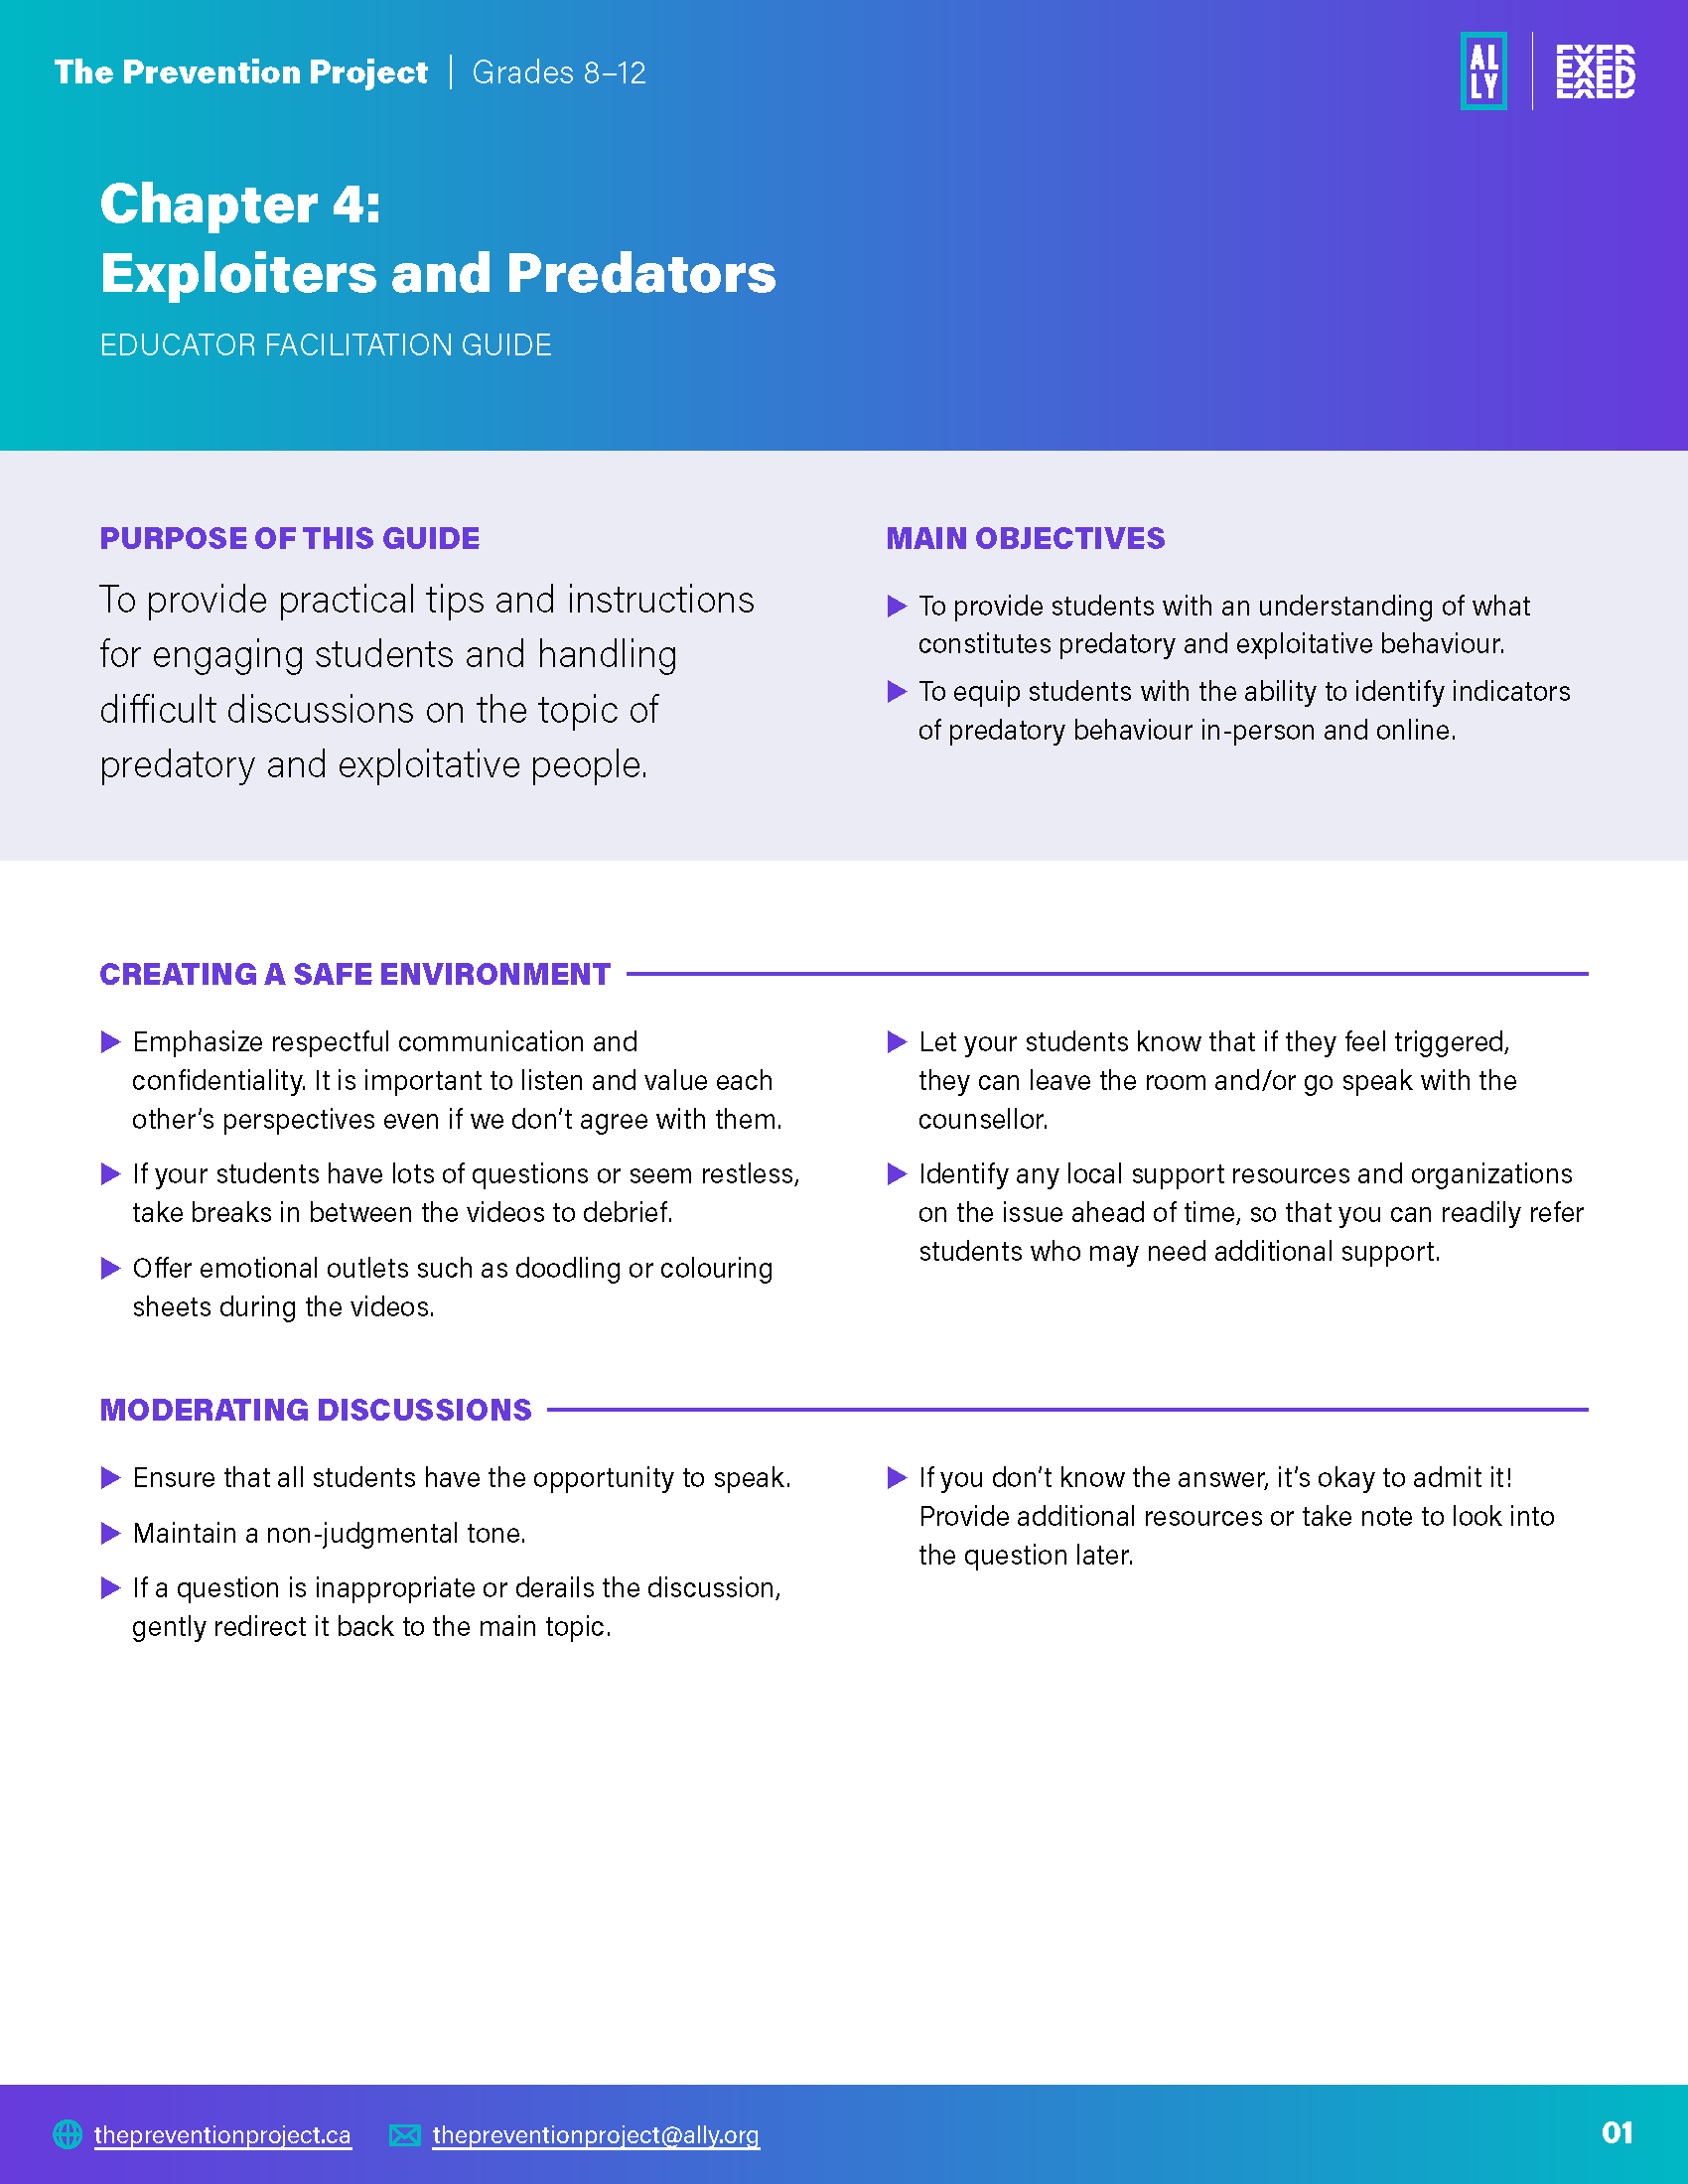 The Prevention Project | Grades 8–12
AL
LY
EXED
Chapter 4:
Exploiters and Predators
EDUCATOR FACILITATION GUIDE
PURPOSE OF THIS GUIDE
To provide practical tips and instructions
for engaging students and handling
difficult discussions on the topic of
predatory and exploitative people.
MAIN OBJECTIVES
▶ To provide students with an understanding of what
constitutes predatory and exploitative behaviour.
▶ To equip students with the ability to identify indicators
of predatory behaviour in-person and online.
CREATING A SAFE ENVIRONMENT
▶ Emphasize respectful communication and
confidentiality. It is important to listen and value each
other’s perspectives even if we don’t agree with them.
▶ If your students have lots of questions or seem restless,
take breaks in between the videos to debrief.
▶ Offer emotional outlets such as doodling or colouring
sheets during the videos.
▶ Let your students know that if they feel triggered,
they can leave the room and/or go speak with the
counsellor.
▶ Identify any local support resources and organizations
on the issue ahead of time, so that you can readily refer
students who may need additional support.
MODERATING DISCUSSIONS
▶ Ensure that all students have the opportunity to speak.
▶ Maintain a non-judgmental tone.
▶ If a question is inappropriate or derails the discussion,
gently redirect it back to the main topic.
▶ If you don’t know the answer, it’s okay to admit it!
Provide additional resources or take note to look into
the question later.
thepreventionproject.ca
thepreventionproject@ally.org
01